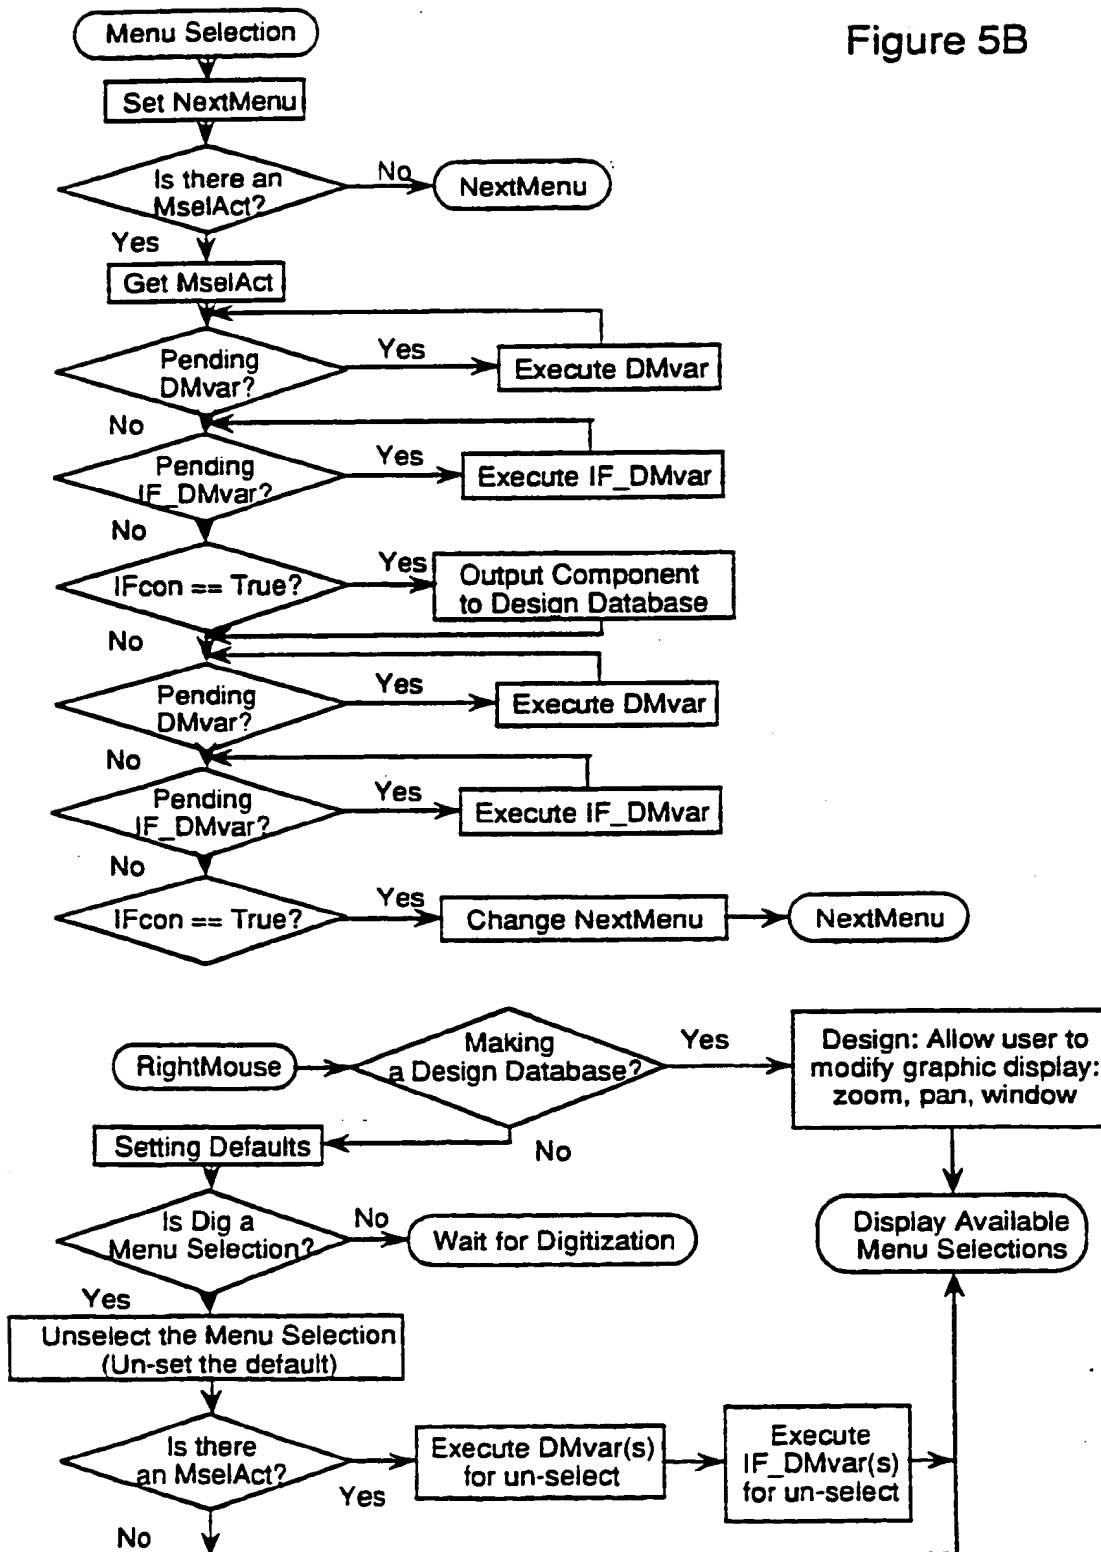 Figure 5B
Menu Selection
Set NextMenu
Is there an
MselAct?
No
NextMenu
Yes
Get MselAct
Pending
DMvar?
Yes
Execute DMvar
No
Pending
IF_DMvar?
Yes
Execute IF_DMvar
No
IFcon == True?
Yes
Output Component
to Design Database
No
Pending
DMvar?
Yes
Execute DMvar
No
Pending
IF_DMvar?
Yes
Execute IF_DMvar
No
IFcon == True?
Yes
Change NextMenu
NextMenu
RightMouse
Making
a Design Database?
Yes
Design: Allow user to
modify graphic display:
zoom, pan, window
No
Setting Defaults
Is Dig a
Menu Selection?
No
Wait for Digitization
Display Available
Menu Selections
Yes
Unselect the Menu Selection
(Un-set the default)
Is there
an MselAct?
Yes
Execute DMvar(s)
for un-select
Execute
IF_DMvar(s)
for un-select
No